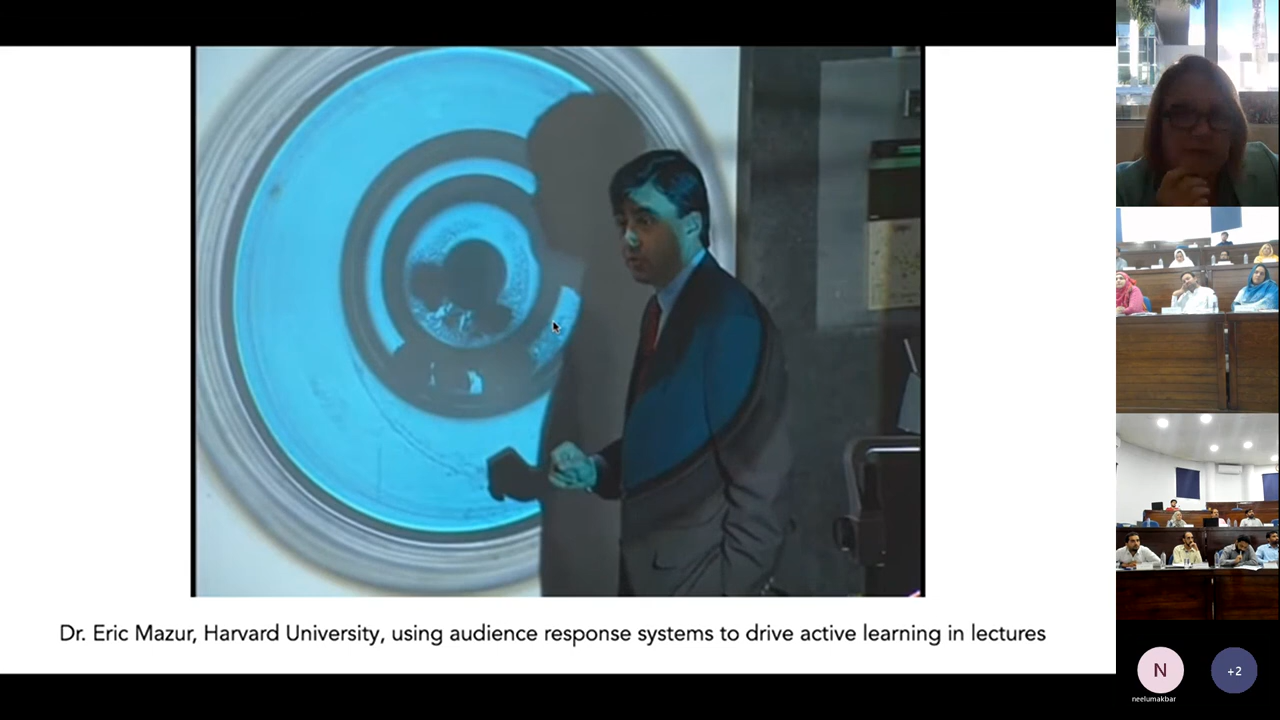 Dr. Eric Mazur, Harvard University, using audience response systems to drive active learning in lectures
N
+2
neelumakbar